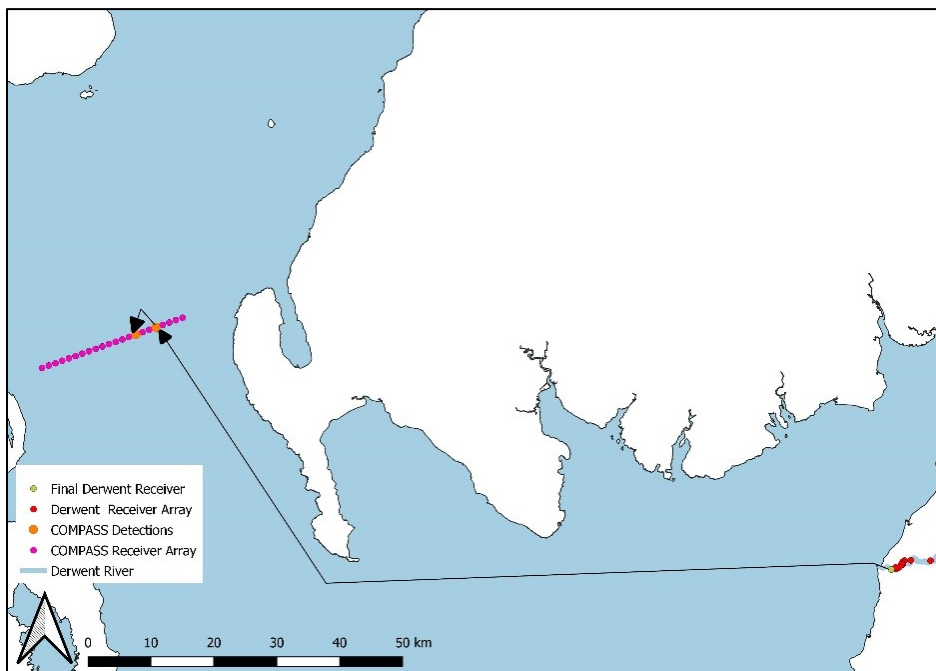 Final Derwent Receiver
Derwent Receiver Array
COMPASS Detections
COMPASS Receiver Array
Derwent River
0 10 20 30 40 50 km